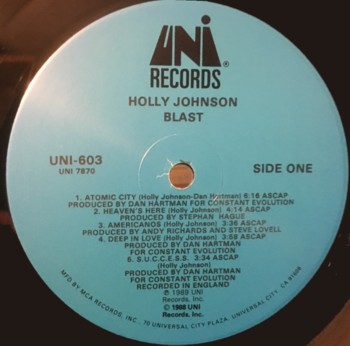 UNI®
RECORDS
HOLLY JOHNSON
BLAST
UNI-603
UNI 7870
SIDE ONE
1. ATOMIC CITY (Holly Johnson-Dan Hartman) 6:16 ASCAP
PRODUCED BY DAN HARTMAN FOR CONSTANT EVOLUTION
2. HEAVEN'S HERE (Holly Johnson) 4:14 ASCAP
PRODUCED BY STEPHAN HAGUE
3. AMERICANOS (Holly Johnson) 3:36 ASCAP
PRODUCED BY ANDY RICHARDS AND STEVE LOVELL
4. DEEP IN LOVE (Holly Johnson) 3:58 ASCAP
PRODUCED BY DAN HARTMAN
FOR CONSTANT EVOLUTION
5. S.U.C.C.E.S.S. 3:34 ASCAP
(Holly Johnson)
PRODUCED BY DAN HARTMAN
FOR CONSTANT EVOLUTION
RECORDED IN ENGLAND
℗ 1989 UNI
Records, Inc.
© 1988 UNI
Records, Inc.
MFD BY MCA RECORDS, INC., 70 UNIVERSAL CITY PLAZA, UNIVERSAL CITY, CA 91608